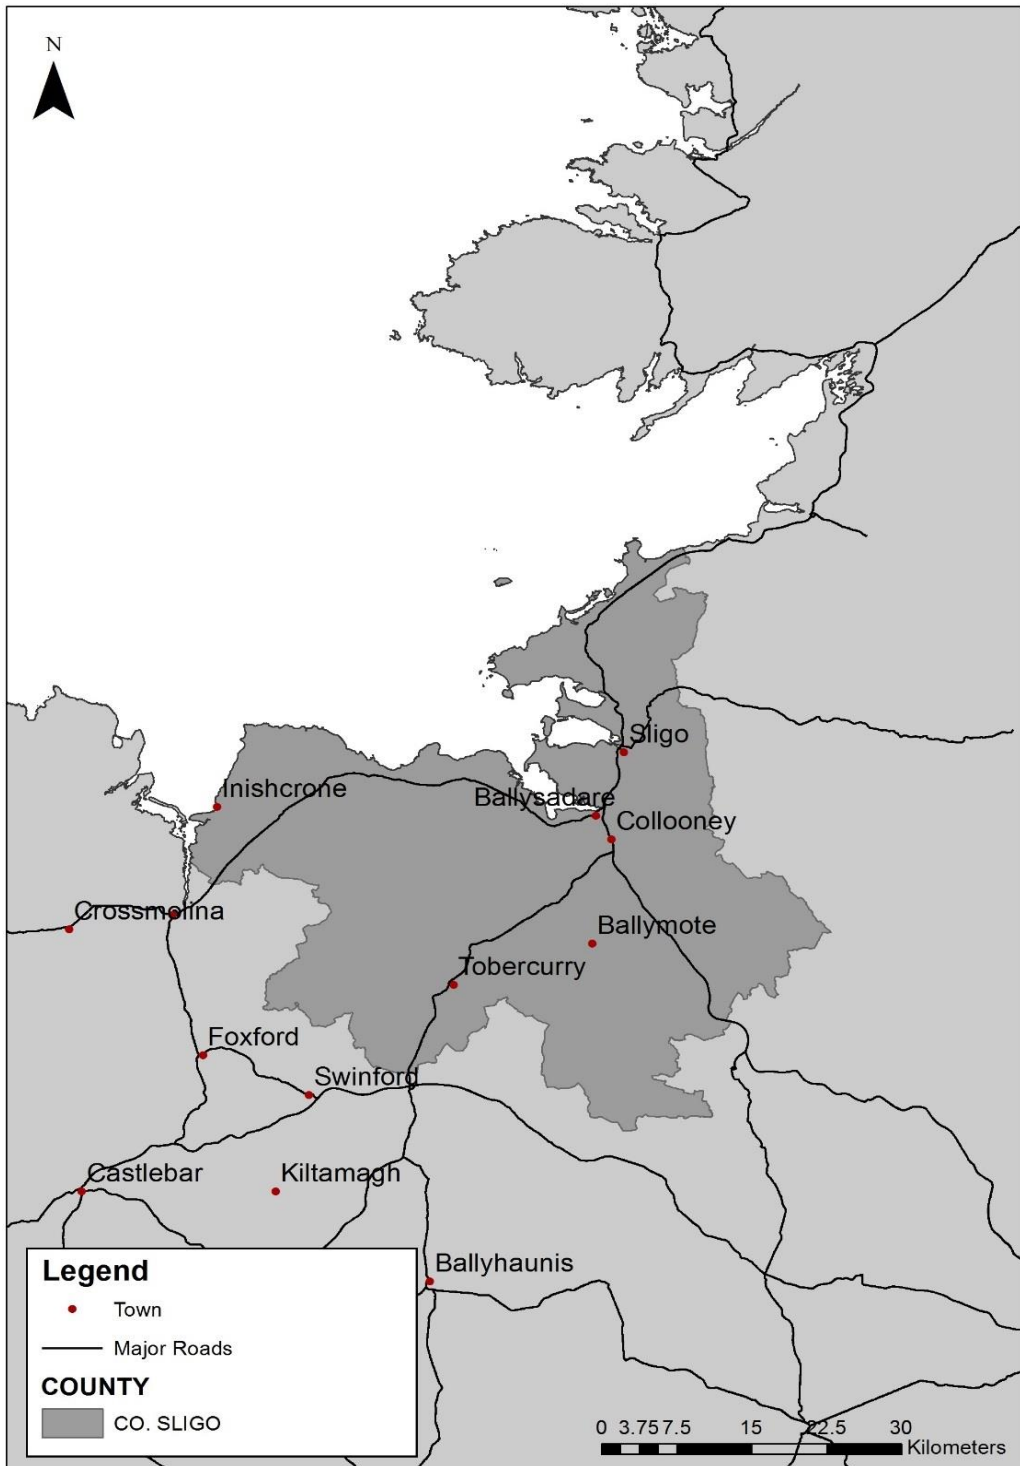 N
Sligo
Inishcrone
Ballysadare
Collooney
Crossmolina
Ballymote
Tobercurry
Foxford
Swinford
Castlebar
Kiltamagh
Ballyhaunis
Legend
Town
Major Roads
COUNTY
CO. SLIGO
0 3.75 7.5 15 22.5 30
Kilometers